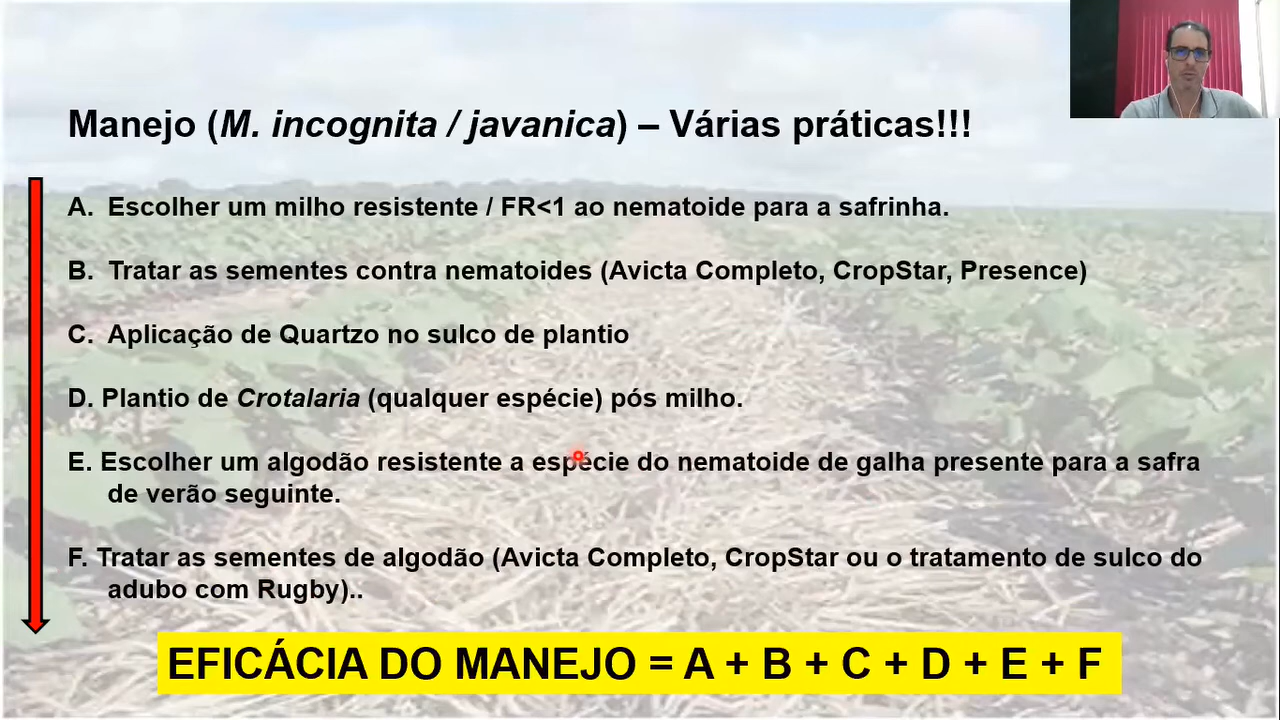 Manejo (M. incognita / javanica) – Várias práticas!!!
A. Escolher um milho resistente / FR<1 ao nematoide para a safrinha.
B. Tratar as sementes contra nematoides (Avicta Completo, CropStar, Presence)
C. Aplicação de Quartzo no sulco de plantio
D. Plantio de Crotalaria (qualquer espécie) pós milho.
E. Escolher um algodão resistente a espécie do nematoide de galha presente para a safra
de verão seguinte.
F. Tratar as sementes de algodão (Avicta Completo, CropStar ou o tratamento de sulco do
adubo com Rugby)..
EFICÁCIA DO MANEJO = A + B + C + D + E + F